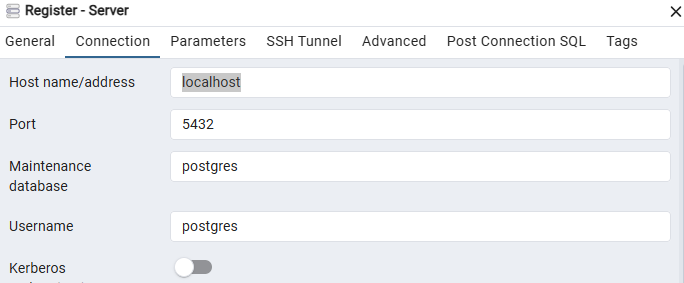 Register - Server
General Connection Parameters SSH Tunnel Advanced Post Connection SQL Tags
Host name/address localhost
Port 5432
Maintenance database postgres
Username postgres
Kerberos